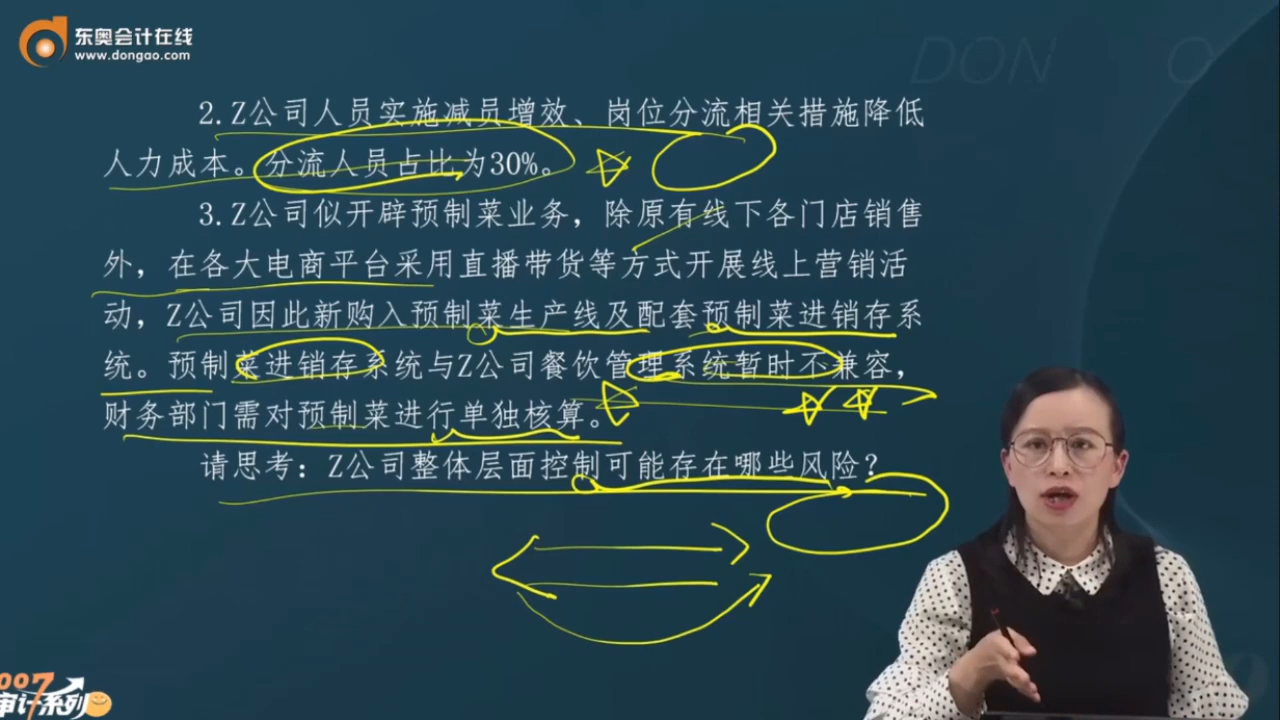 东奥会计在线
www.dongao.com
2.Z公司人员实施减员增效、岗位分流相关措施降低
人力成本。分流人员占比为30%。
3.Z公司似开辟预制菜业务，除原有线下各门店销售
外，在各大电商平台采用直播带货等方式开展线上营销活
动，Z公司因此新购入预制菜生产线及配套预制菜进销存系
统。预制菜进销存系统与Z公司餐饮管理系统暂时不兼容，
财务部门需对预制菜进行单独核算。
请思考：Z公司整体层面控制可能存在哪些风险？
审计系列